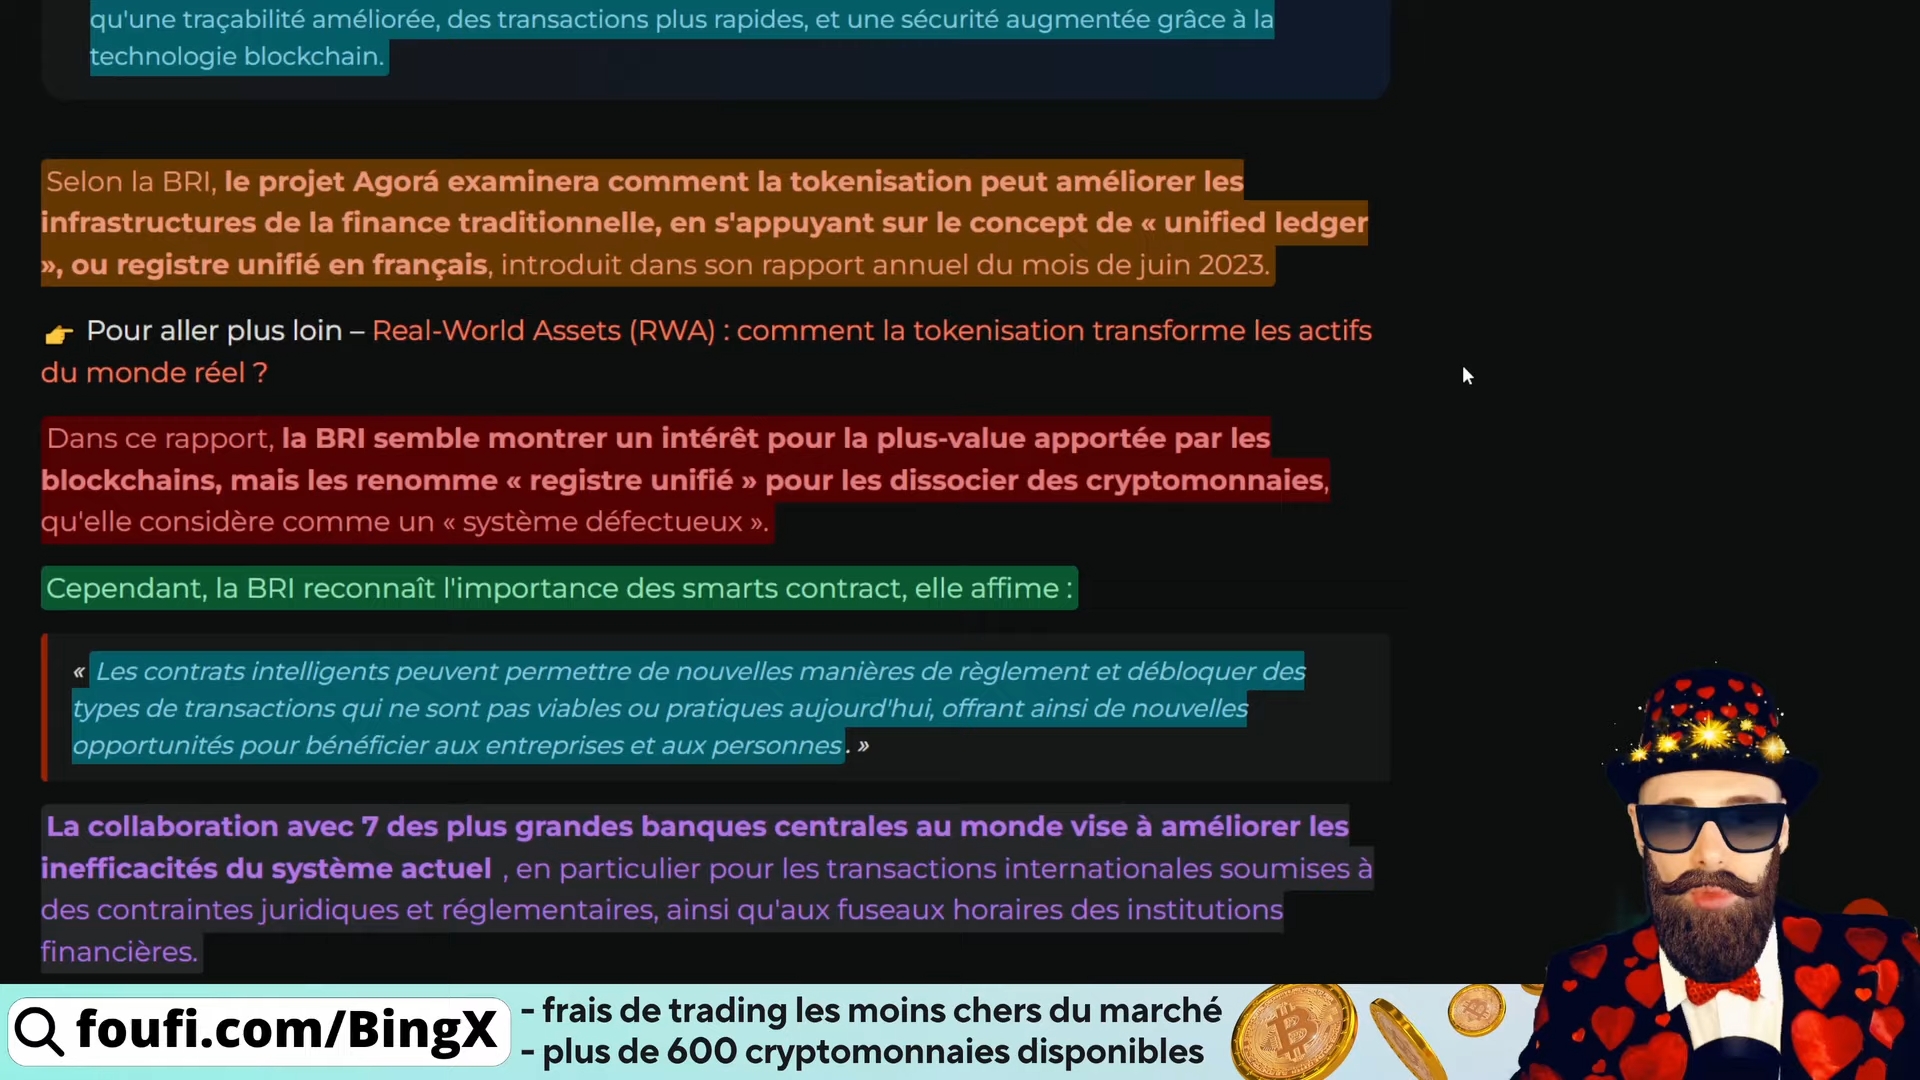 qu'une traçabilité améliorée, des transactions plus rapides, et une sécurité augmentée grâce à la
technologie blockchain.
Selon la BRI, le projet Agorá examinera comment la tokenisation peut améliorer les
infrastructures de la finance traditionnelle, en s'appuyant sur le concept de « unified ledger
», ou registre unifié en français, introduit dans son rapport annuel du mois de juin 2023.
👉 Pour aller plus loin – Real-World Assets (RWA) : comment la tokenisation transforme les actifs
du monde réel ?
Dans ce rapport, la BRI semble montrer un intérêt pour la plus-value apportée par les
blockchains, mais les renomme « registre unifié » pour les dissocier des cryptomonnaies,
qu'elle considère comme un « système défectueux ».
Cependant, la BRI reconnaît l'importance des smarts contract, elle affime :
« Les contrats intelligents peuvent permettre de nouvelles manières de règlement et débloquer des
types de transactions qui ne sont pas viables ou pratiques aujourd'hui, offrant ainsi de nouvelles
opportunités pour bénéficier aux entreprises et aux personnes. »
La collaboration avec 7 des plus grandes banques centrales au monde vise à améliorer les
inefficacités du système actuel , en particulier pour les transactions internationales soumises à
des contraintes juridiques et réglementaires, ainsi qu'aux fuseaux horaires des institutions
financières.
foufi.com/BingX
- frais de trading les moins chers du marché
- plus de 600 cryptomonnaies disponibles